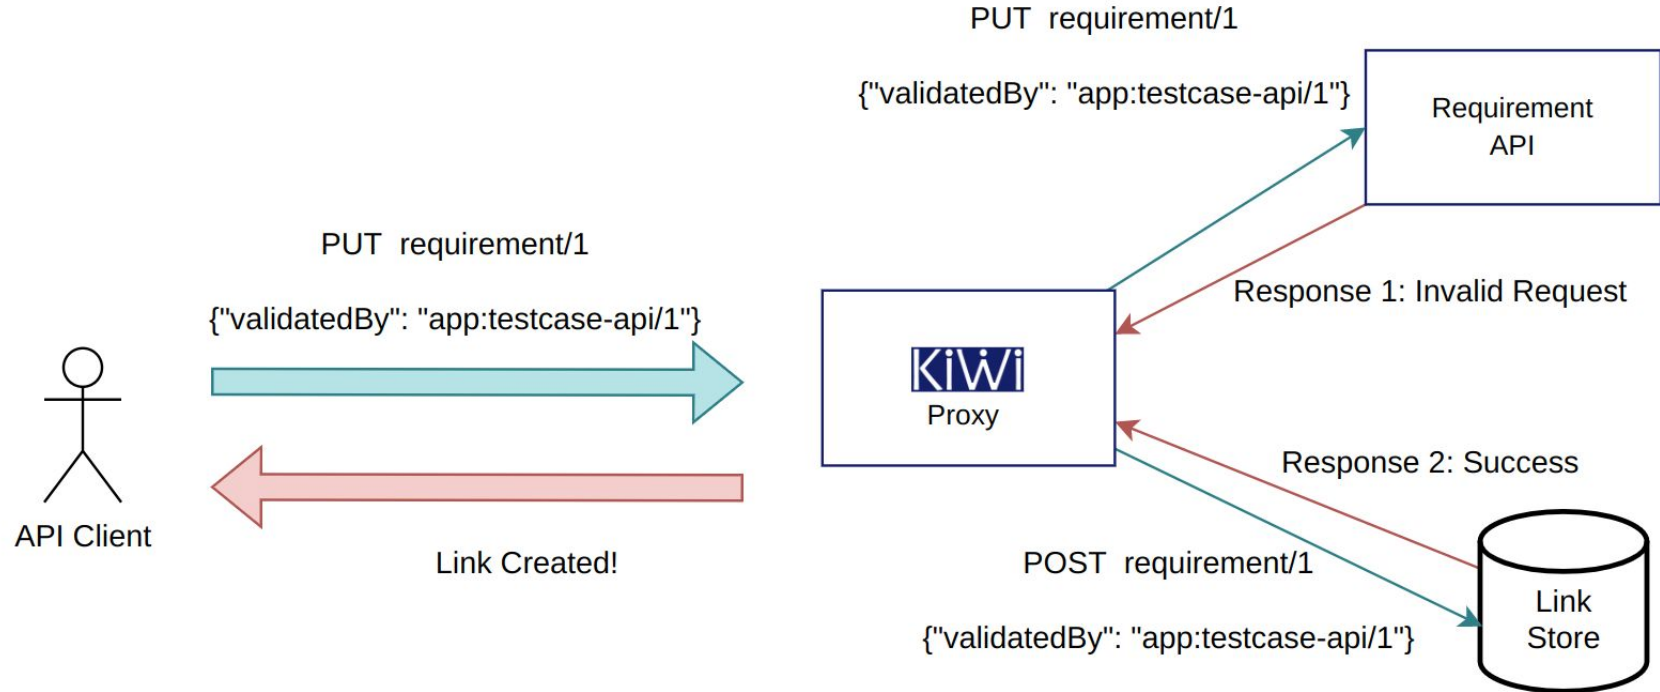 PUT requirement/1
{"validatedBy": "app:testcase-api/1"}
Requirement
API
PUT requirement/1
{"validatedBy": "app:testcase-api/1"}
Response 1: Invalid Request
KiWi
Proxy
Response 2: Success
API Client
Link Created!
POST requirement/1
{"validatedBy": "app:testcase-api/1"}
Link
Store